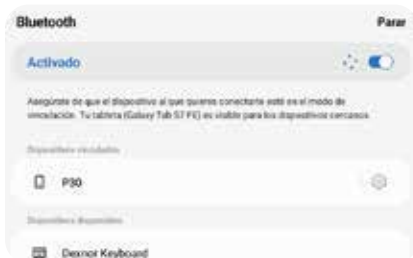 Bluetooth
Parar
Activado
Asegúrate de que el dispositivo al que quieres conectarte esté en el modo de
vinculación. Tu tableta (Galaxy Tab S7 FE) es visible para los dispositivos cercanos.
Dispositivos vinculados
P30
Dispositivos disponibles
Dexnor Keyboard